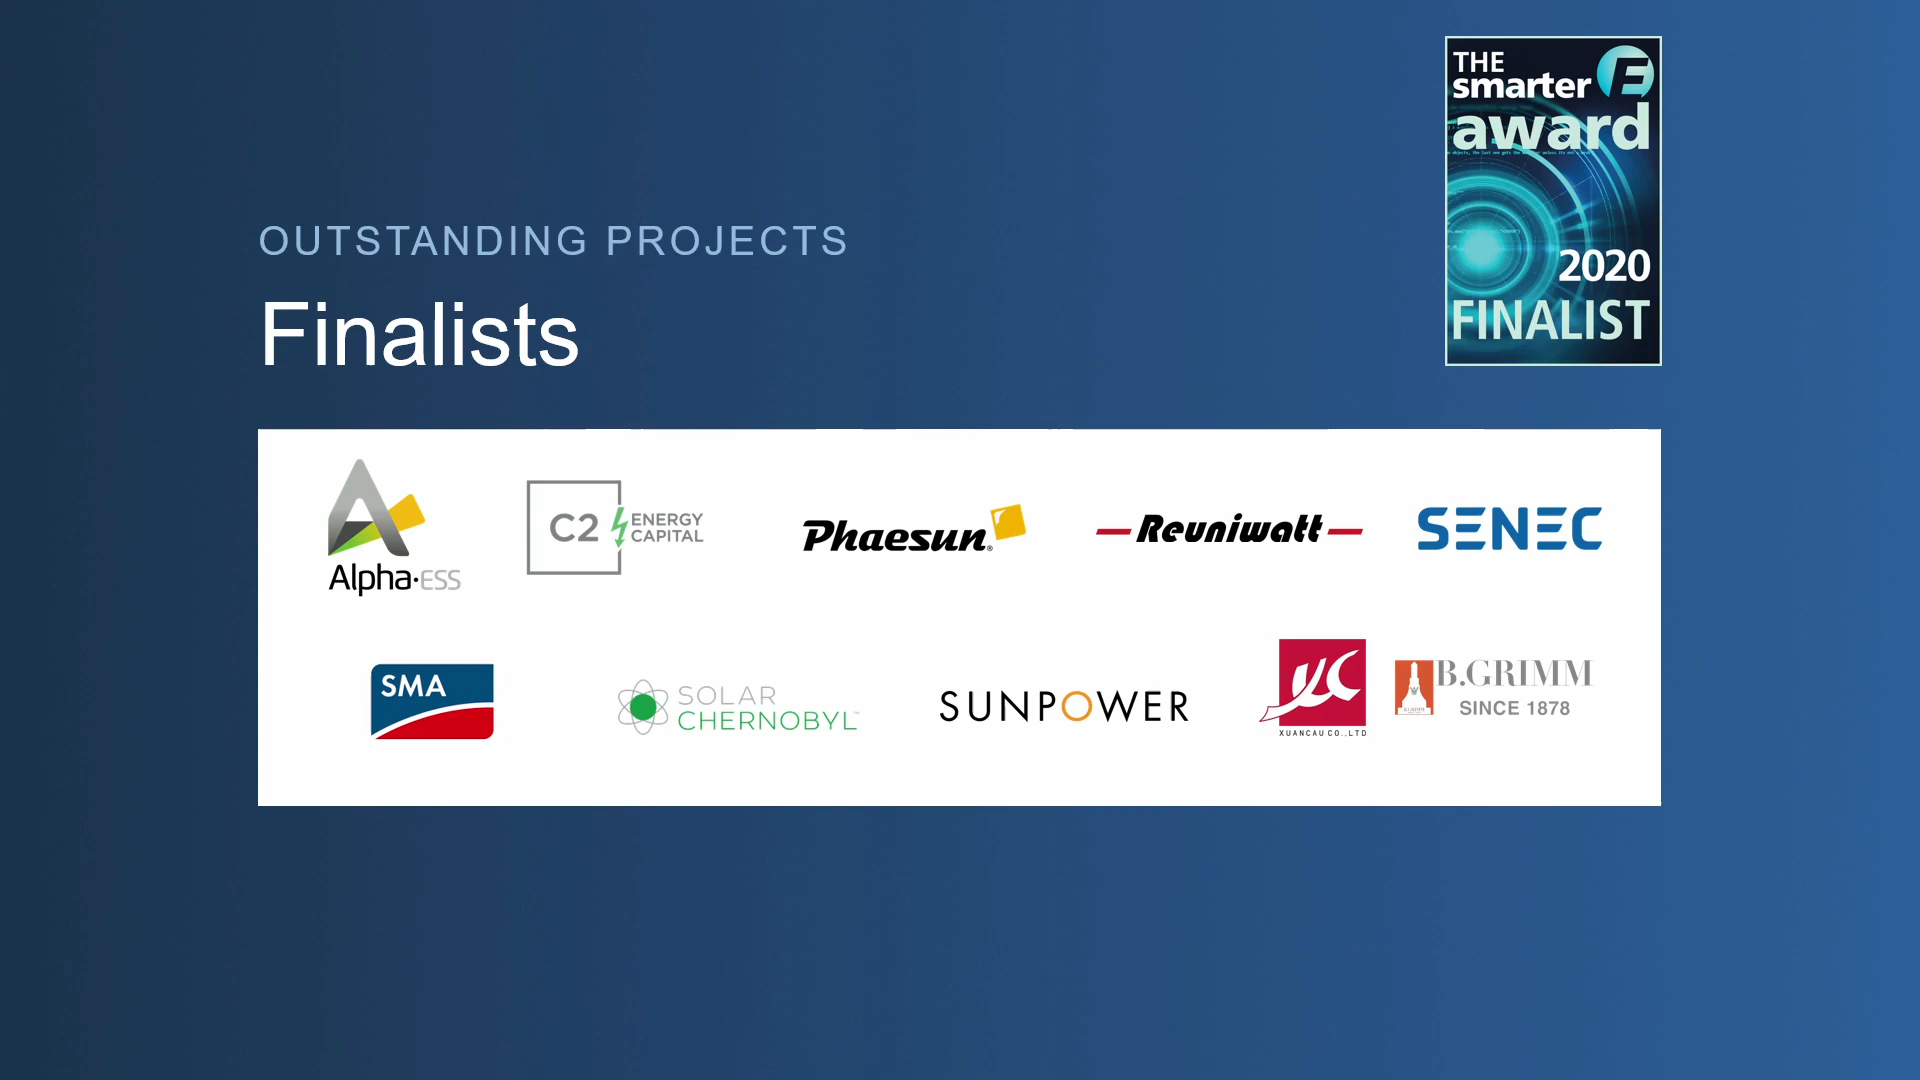 THE
smarter E
award
2020
FINALIST
OUTSTANDING PROJECTS
Finalists
Alpha·ESS
C2 ENERGY CAPITAL
Phaesun®
Reuniwatt
SENEC
SMA
SOLAR
CHERNOBYL™
SUNPOWER
XUANCAU CO.,LTD
B.GRIMM
SINCE 1878